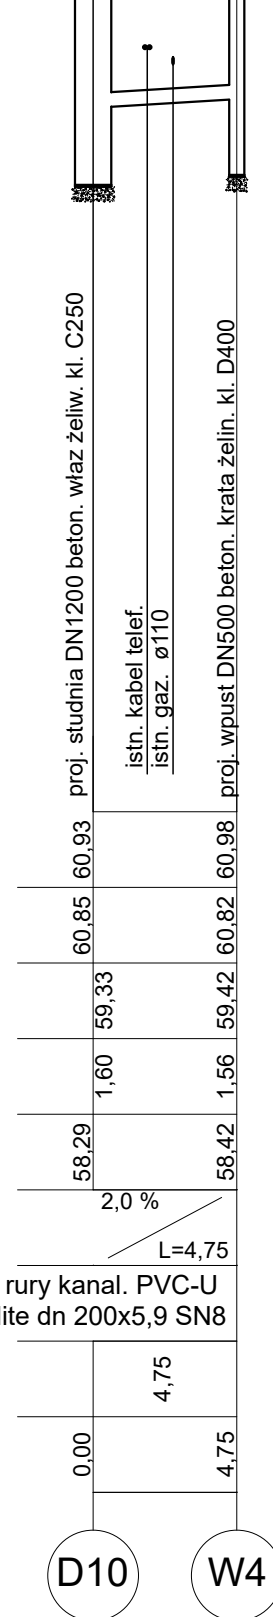 proj. studnia DN1200 beton. właz żeliw. kl. C250
istn. kabel telef.
istn. gaz. ø110
proj. wpust DN500 beton. krata żelin. kl. D400
60,93 60,98
60,85 60,82
59,33 59,42
1,60 1,56
58,29 58,42
2,0 %
L=4,75
rury kanal. PVC-U
lite dn 200x5,9 SN8
4,75
0,00 4,75
D10 W4